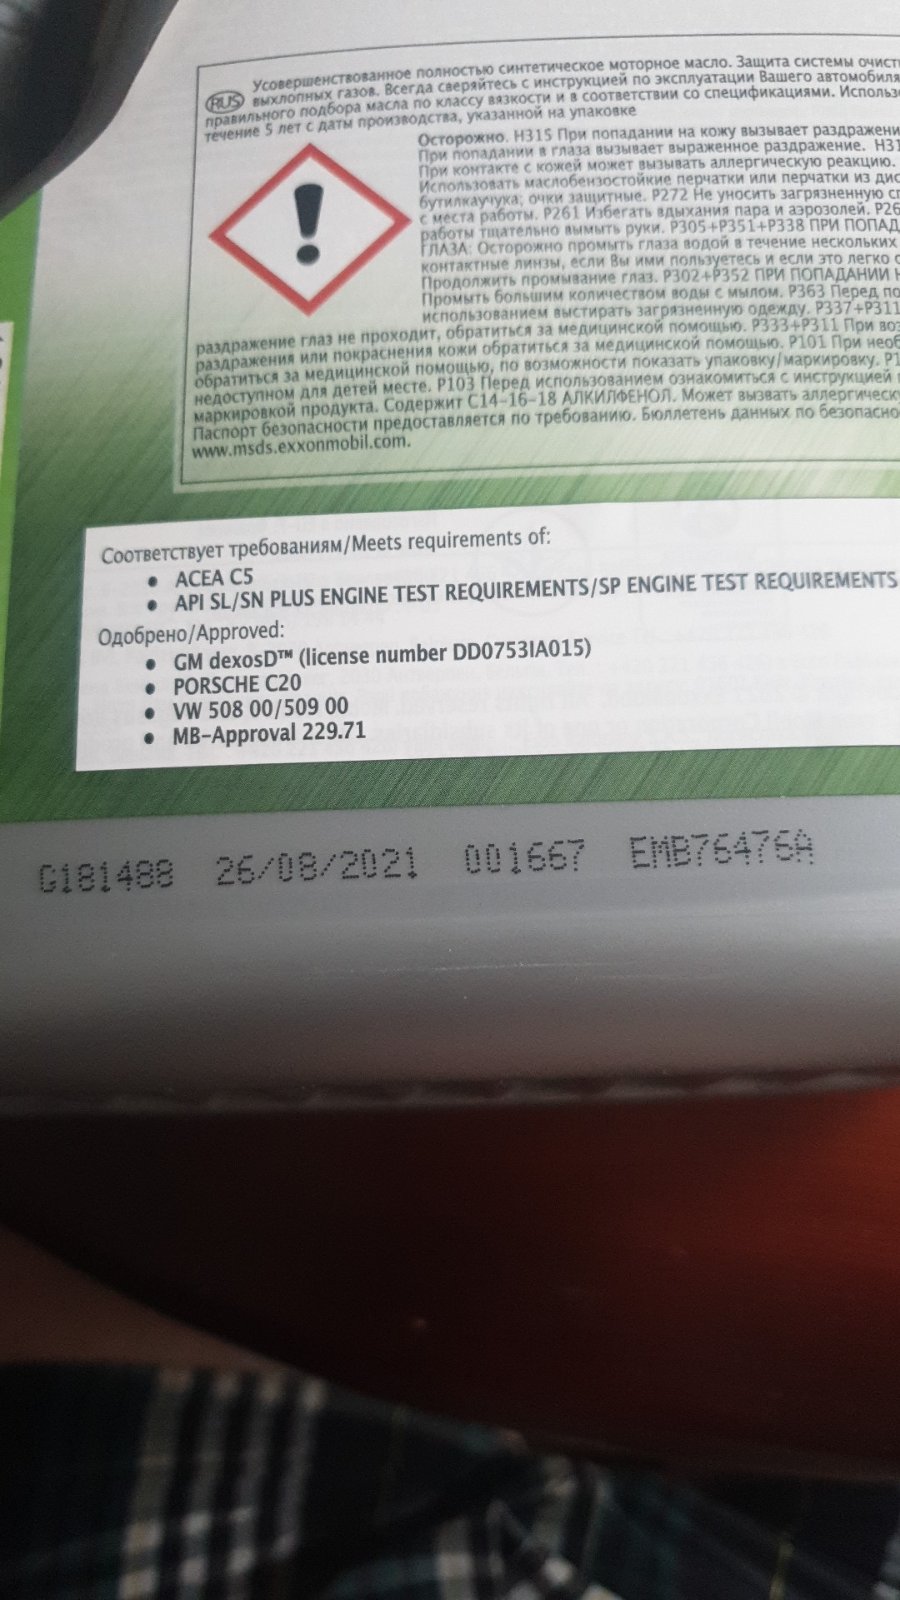 RUS Усовершенствованное полностью синтетическое моторное масло. Защита системы очист
выхлопных газов. Всегда сверяйтесь с инструкцией по эксплуатации Вашего автомобиля
правильного подбора масла по классу вязкости и в соответствии со спецификациями. Использо
течение 5 лет с даты производства, указанной на упаковке
Осторожно. H315 При попадании на кожу вызывает раздражени
При попадании в глаза вызывает выраженное раздражение. H31
При контакте с кожей может вызывать аллергическую реакцию.
Использовать маслобензостойкие перчатки или перчатки из дис
бутилкаучука; очки защитные. P272 Не уносить загрязненную сп
с места работы. P261 Избегать вдыхания пара и аэрозолей. P26
работы тщательно вымыть руки. P305+P351+P338 ПРИ ПОПАД
ГЛАЗА: Осторожно промыть глаза водой в течение нескольких
контактные линзы, если Вы ими пользуетесь и если это легко с
Продолжить промывание глаз. P302+P352 ПРИ ПОПАДАНИИ Н
Промыть большим количеством воды с мылом. P363 Перед по
использованием выстирать загрязненную одежду. P337+P311
раздражение глаз не проходит, обратиться за медицинской помощью. P333+P311 При воз
раздражения или покраснения кожи обратиться за медицинской помощью. P101 При необ
обратиться за медицинской помощью, по возможности показать упаковку/маркировку. P1
недоступном для детей месте. P103 Перед использованием ознакомиться с инструкцией
маркировкой продукта. Содержит C14-16-18 АЛКИЛФЕНОЛ. Может вызвать аллергическу
Паспорт безопасности предоставляется по требованию. Бюллетень данных по безопасно
www.msds.exxonmobil.com.
Соответствует требованиям/Meets requirements of:
• ACEA C5
• API SL/SN PLUS ENGINE TEST REQUIREMENTS/SP ENGINE TEST REQUIREMENTS
Одобрено/Approved:
• GM dexosD™ (license number DD0753IA015)
• PORSCHE C20
• VW 508 00/509 00
• MB-Approval 229.71
G181488 26/08/2021 001667 EMB76476A